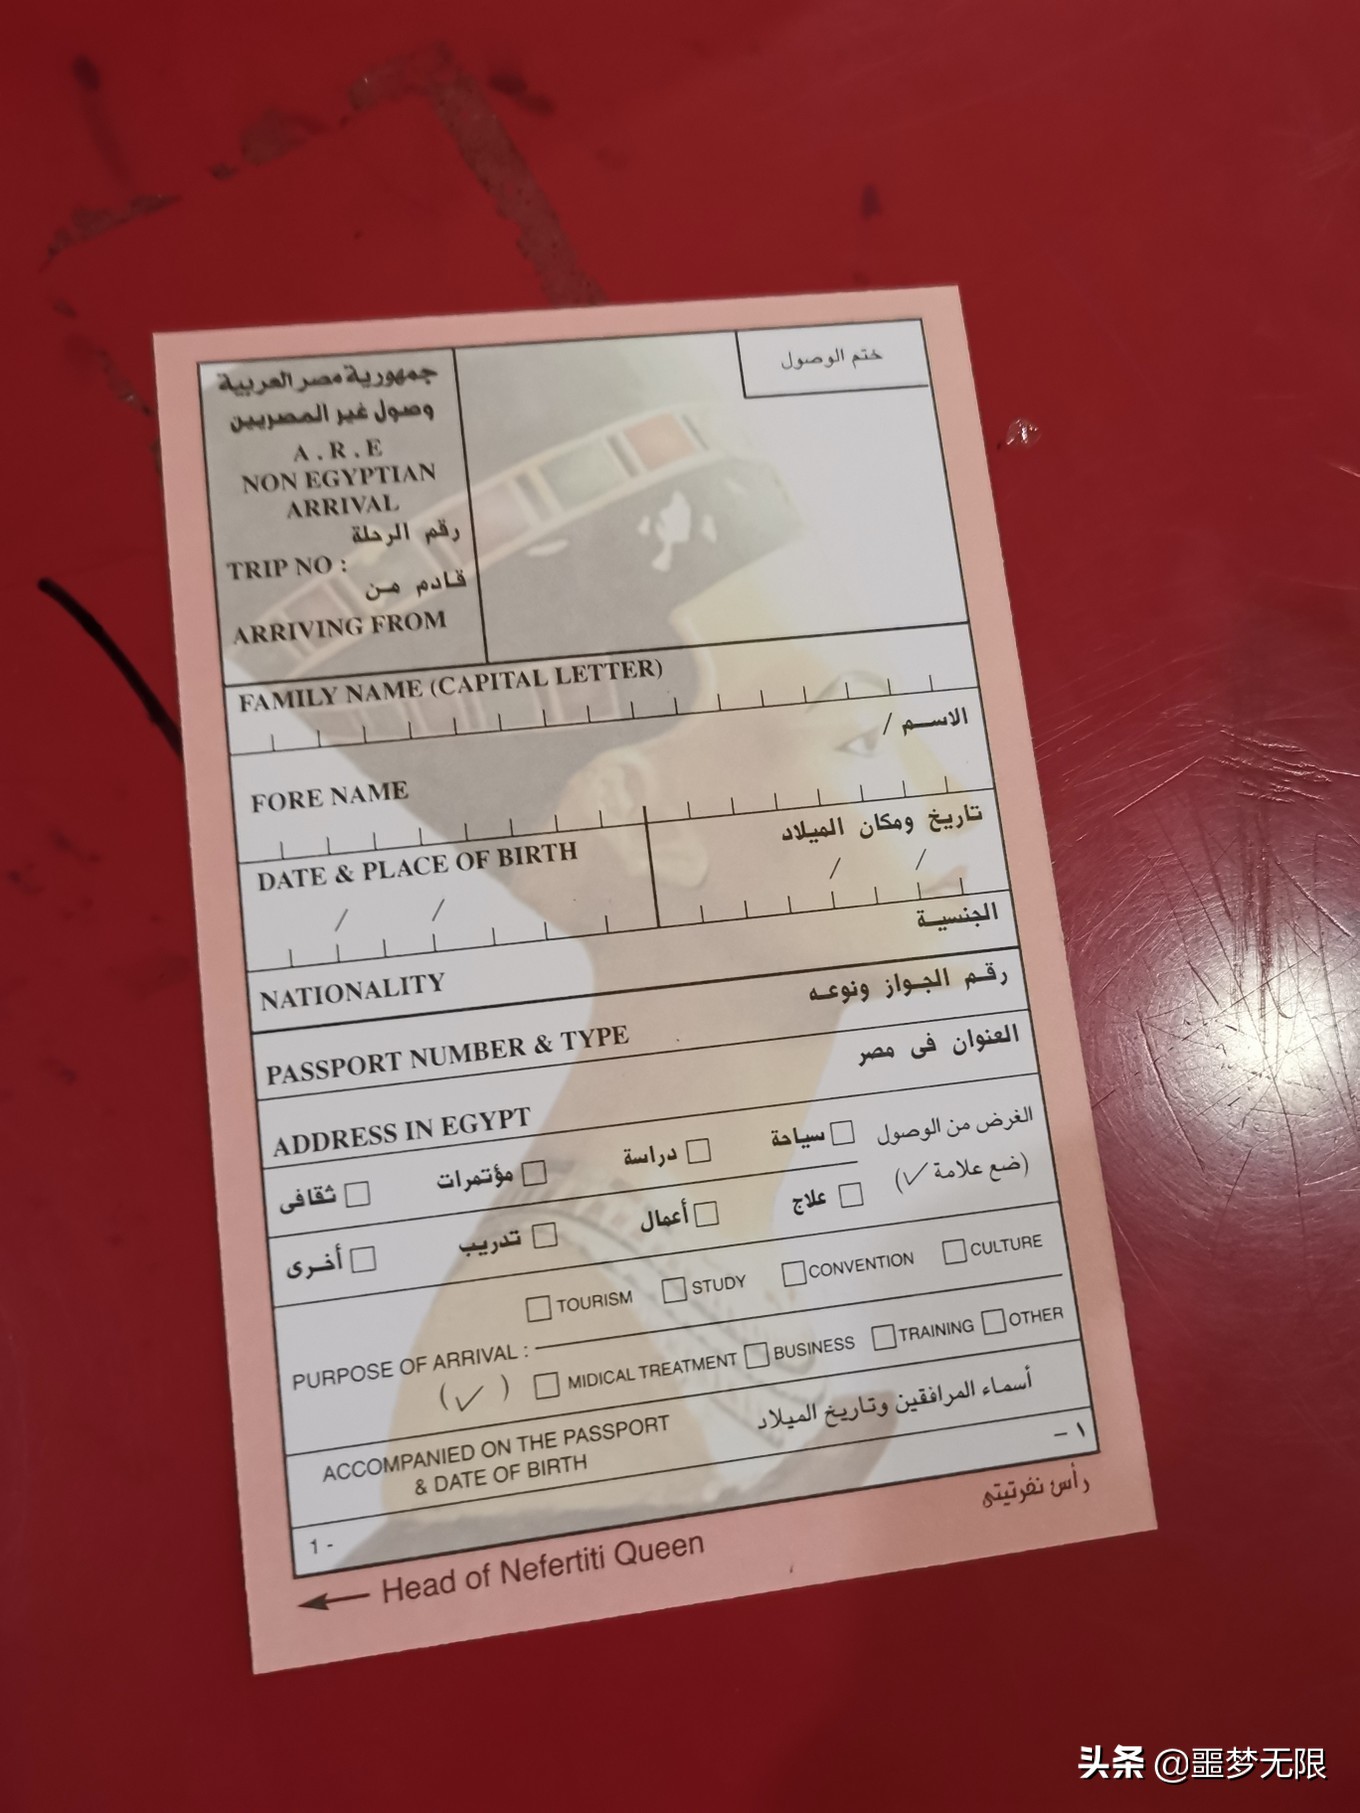 جمهورية مصر العربية
وصول غير المصريين
A . R . E
NON EGYPTIAN
ARRIVAL
رقم الرحلة
TRIP NO :
قادم من
ARRIVING FROM
ختم الوصول
FAMILY NAME (CAPITAL LETTER)
الاسم /
FORE NAME
تاريخ ومكان الميلاد
DATE & PLACE OF BIRTH
/ / / /
الجنسية
NATIONALITY
رقم الجواز ونوعه
PASSPORT NUMBER & TYPE
العنوان فى مصر
ADDRESS IN EGYPT
الغرض من الوصول
(ضع علامة ✓)
سياحة دراسة مؤتمرات ثقافى
علاج أعمال تدريب أخرى
TOURISM STUDY CONVENTION CULTURE
PURPOSE OF ARRIVAL :
( ✓ ) MIDICAL TREATMENT BUSINESS TRAINING OTHER
أسماء المرافقين وتاريخ الميلاد
ACCOMPANIED ON THE PASSPORT
& DATE OF BIRTH
١ –
1 -
رأس نفرتيتى
Head of Nefertiti Queen
头条 @噩梦无限